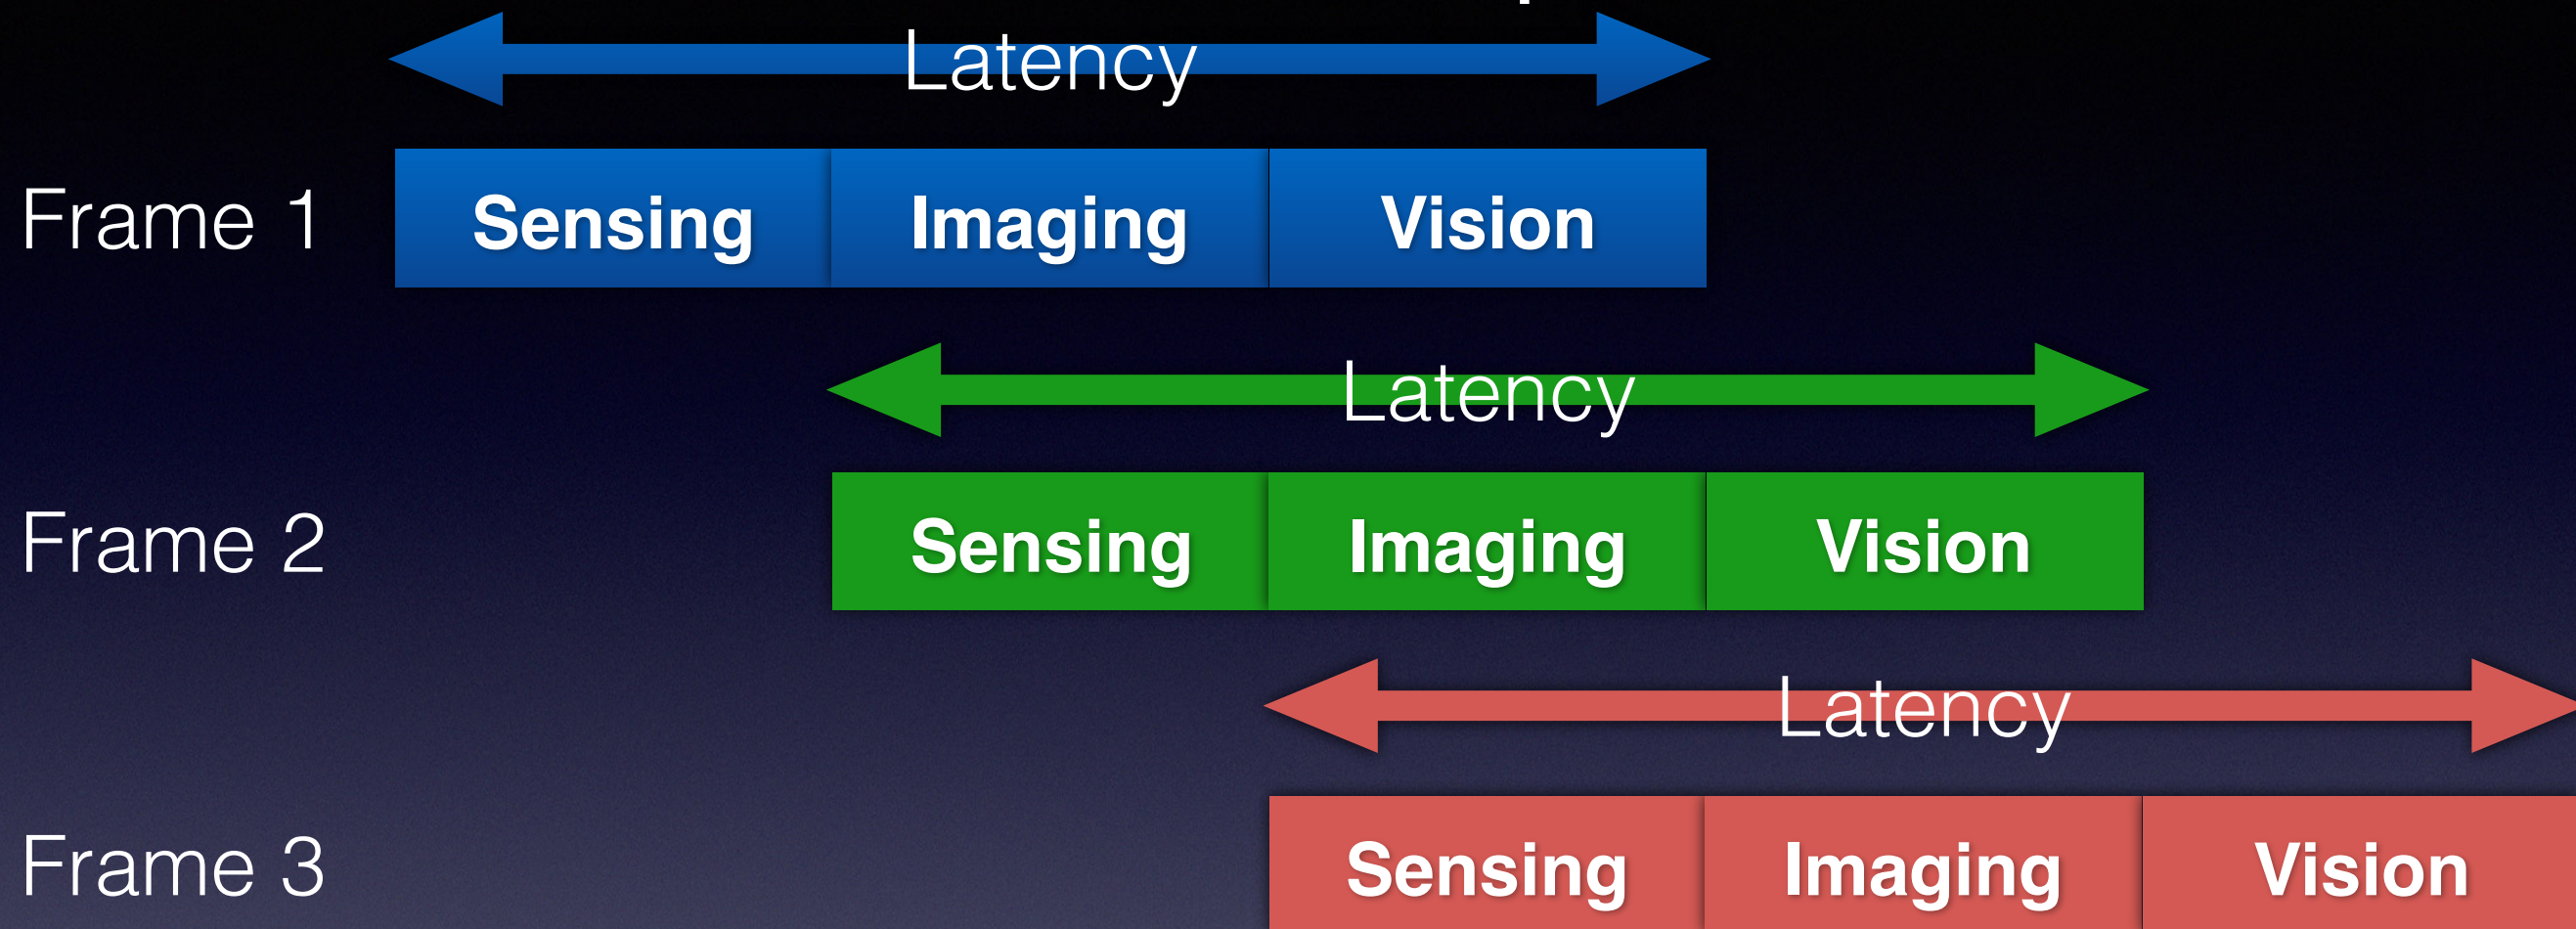 Latency
Frame 1 Sensing Imaging Vision
Latency
Frame 2 Sensing Imaging Vision
Latency
Frame 3 Sensing Imaging Vision